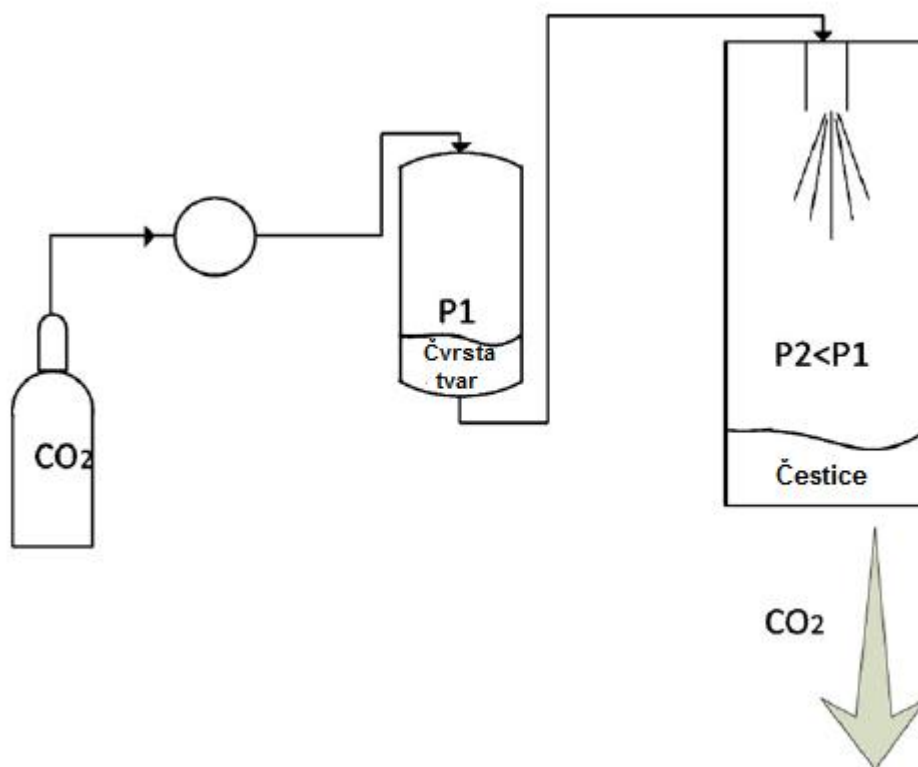 P1
Čvrsta
tvar
P2<P1
CO2
Čestice
CO2